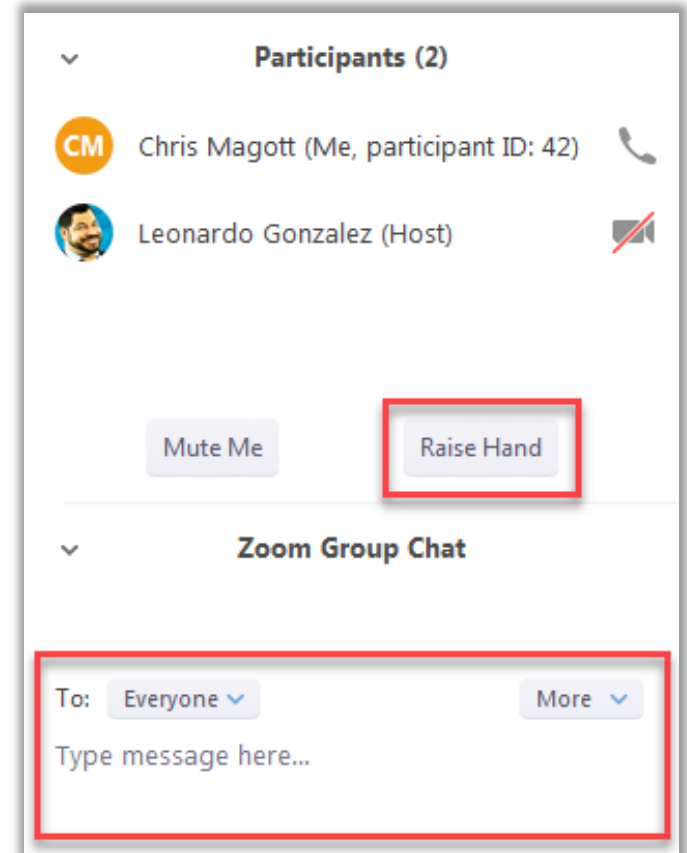 Participants (2)
CM Chris Magott (Me, participant ID: 42)
Leonardo Gonzalez (Host)
Mute Me Raise Hand
Zoom Group Chat
To: Everyone More
Type message here...